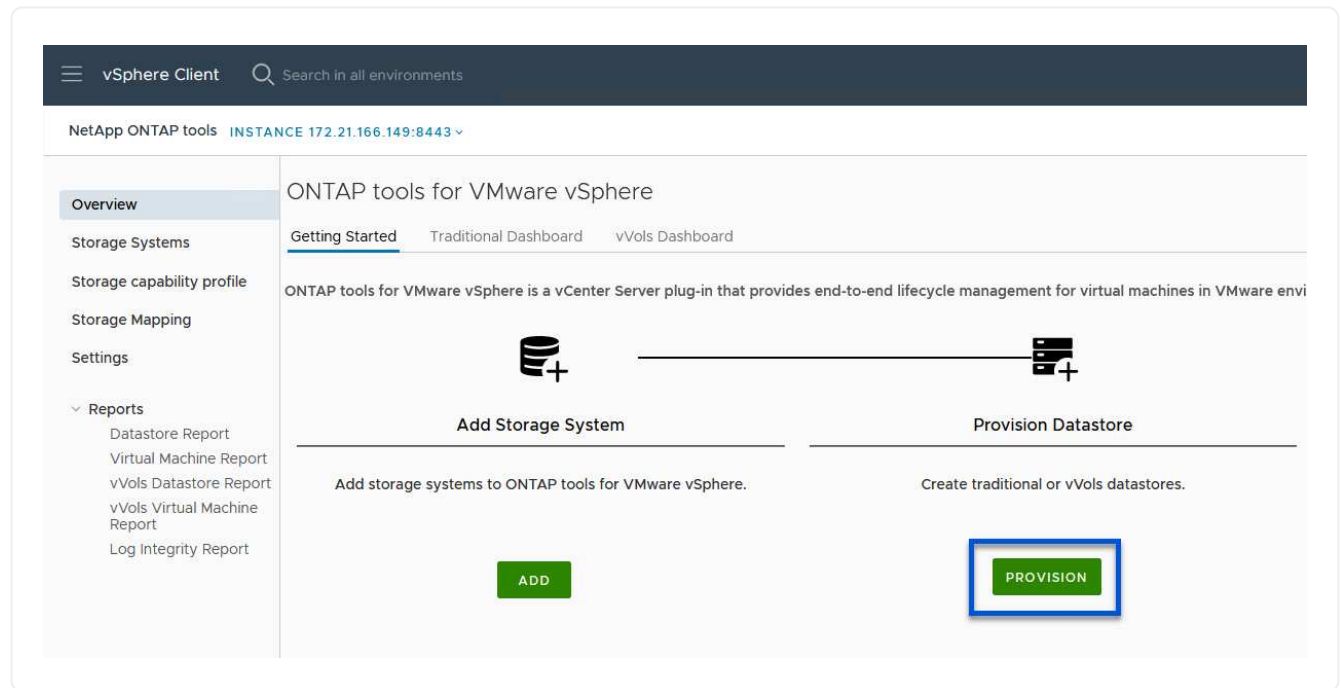 vSphere Client
Search in all environments
NetApp ONTAP tools INSTANCE 172.21.166.149:8443
Overview
Storage Systems
Storage capability profile
Storage Mapping
Settings
Reports
Datastore Report
Virtual Machine Report
vVols Datastore Report
vVols Virtual Machine
Report
Log Integrity Report
ONTAP tools for VMware vSphere
Getting Started Traditional Dashboard vVols Dashboard
ONTAP tools for VMware vSphere is a vCenter Server plug-in that provides end-to-end lifecycle management for virtual machines in VMware envi
Add Storage System
Add storage systems to ONTAP tools for VMware vSphere.
ADD
Provision Datastore
Create traditional or vVols datastores.
PROVISION